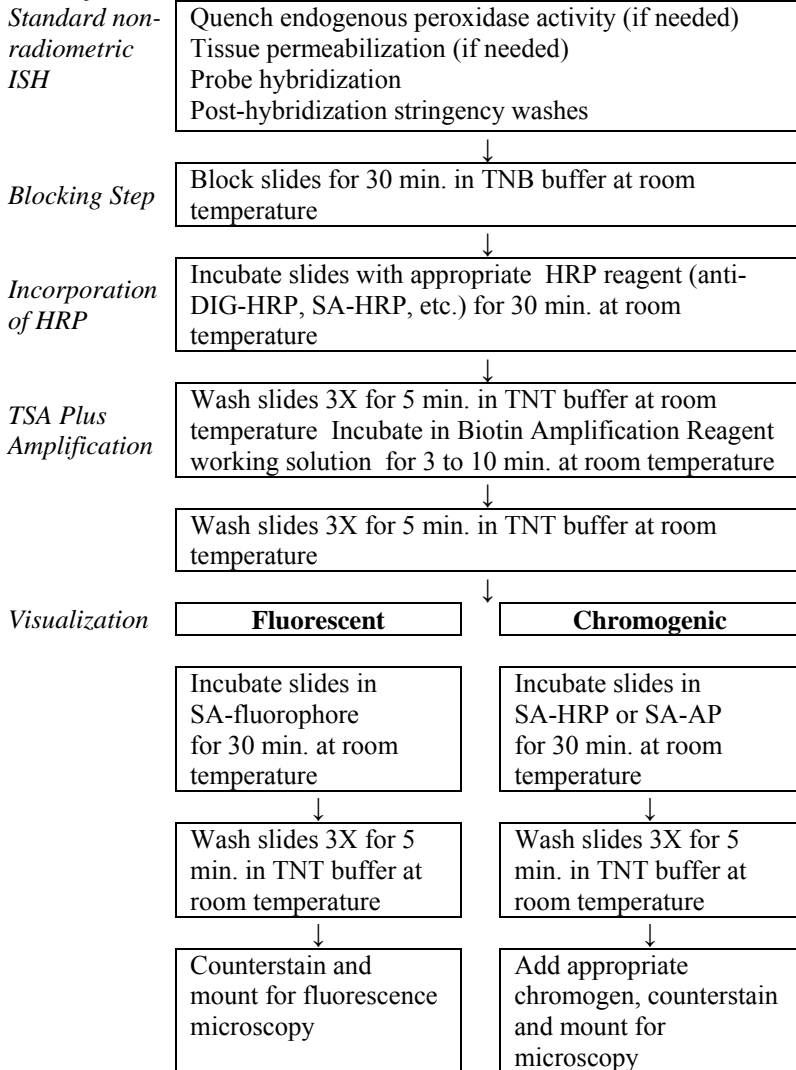 Standard non-
radiometric
ISH
Quench endogenous peroxidase activity (if needed)
Tissue permeabilization (if needed)
Probe hybridization
Post-hybridization stringency washes
↓
Blocking Step
Block slides for 30 min. in TNB buffer at room
temperature
↓
Incorporation
of HRP
Incubate slides with appropriate  HRP reagent (anti-
DIG-HRP, SA-HRP, etc.) for 30 min. at room
temperature
↓
TSA Plus
Amplification
Wash slides 3X for 5 min. in TNT buffer at room
temperature  Incubate in Biotin Amplification Reagent
working solution  for 3 to 10 min. at room temperature
↓
Wash slides 3X for 5 min. in TNT buffer at room
temperature
↓
Visualization
Fluorescent
Chromogenic
Incubate slides in
SA-fluorophore
for 30 min. at room
temperature
↓
Wash slides 3X for 5
min. in TNT buffer at
room temperature
↓
Counterstain and
mount for fluorescence
microscopy
Incubate slides in
SA-HRP or SA-AP
for 30 min. at room
temperature
↓
Wash slides 3X for 5
min. in TNT buffer at
room temperature
↓
Add appropriate
chromogen, counterstain
and mount for
microscopy